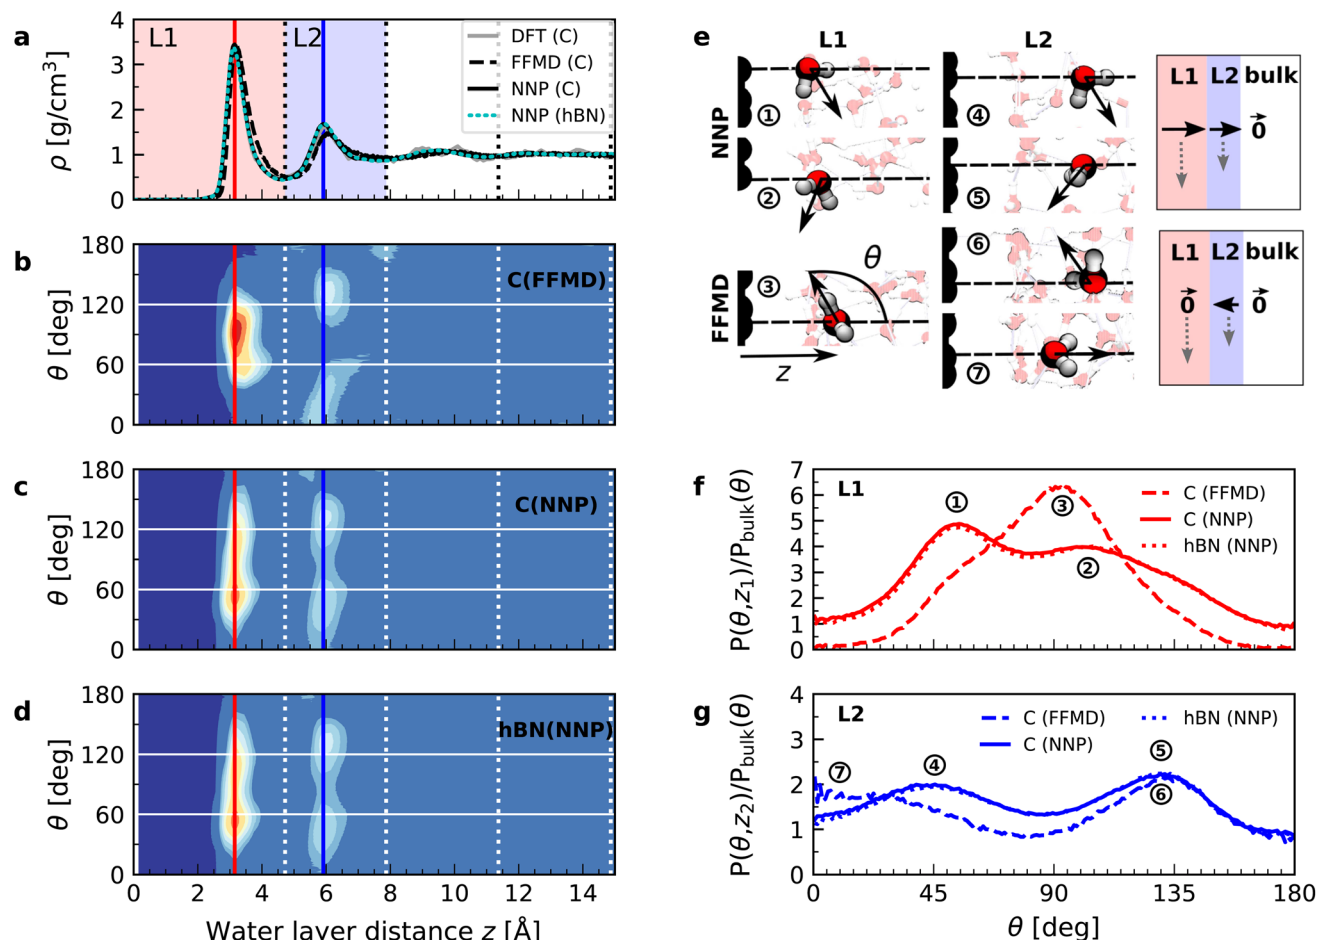 a
L1
L2
DFT (C)
FFMD (C)
NNP (C)
NNP (hBN)
4
3
2
1
0
ρ [g/cm³]
b
C(FFMD)
180
120
60
0
θ [deg]
c
C(NNP)
180
120
60
0
θ [deg]
d
hBN(NNP)
180
120
60
0
θ [deg]
0 2 4 6 8 10 12 14
Water layer distance z [Å]
e
L1 L2
NNP
①
②
④
⑤
FFMD
③
θ
z
⑥
⑦
L1 L2 bulk
0⃗
L1 L2 bulk
0⃗ 0⃗
f
L1
C (FFMD)
C (NNP)
hBN (NNP)
①
③
②
7
6
5
4
3
2
1
0
P(θ,z₁)/P_bulk(θ)
g
L2
C (FFMD)
C (NNP)
hBN (NNP)
⑦
④
⑤
⑥
4
3
2
1
0
P(θ,z₂)/P_bulk(θ)
0 45 90 135 180
θ [deg]